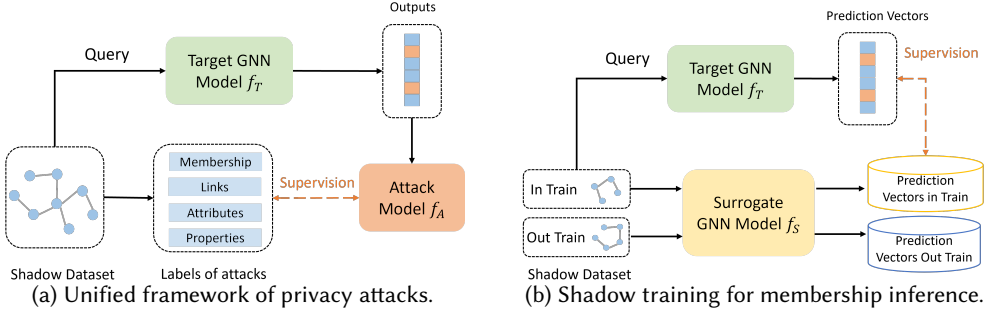 Outputs
Query
Target GNN
Model f_T
Membership
Links
Attributes
Properties
Supervision
Attack
Model f_A
Shadow Dataset
Labels of attacks
(a) Unified framework of privacy attacks.
Prediction Vectors
Query
Target GNN
Model f_T
Supervision
In Train
Out Train
Surrogate
GNN Model f_S
Prediction
Vectors in Train
Prediction
Vectors Out Train
Shadow Dataset
(b) Shadow training for membership inference.